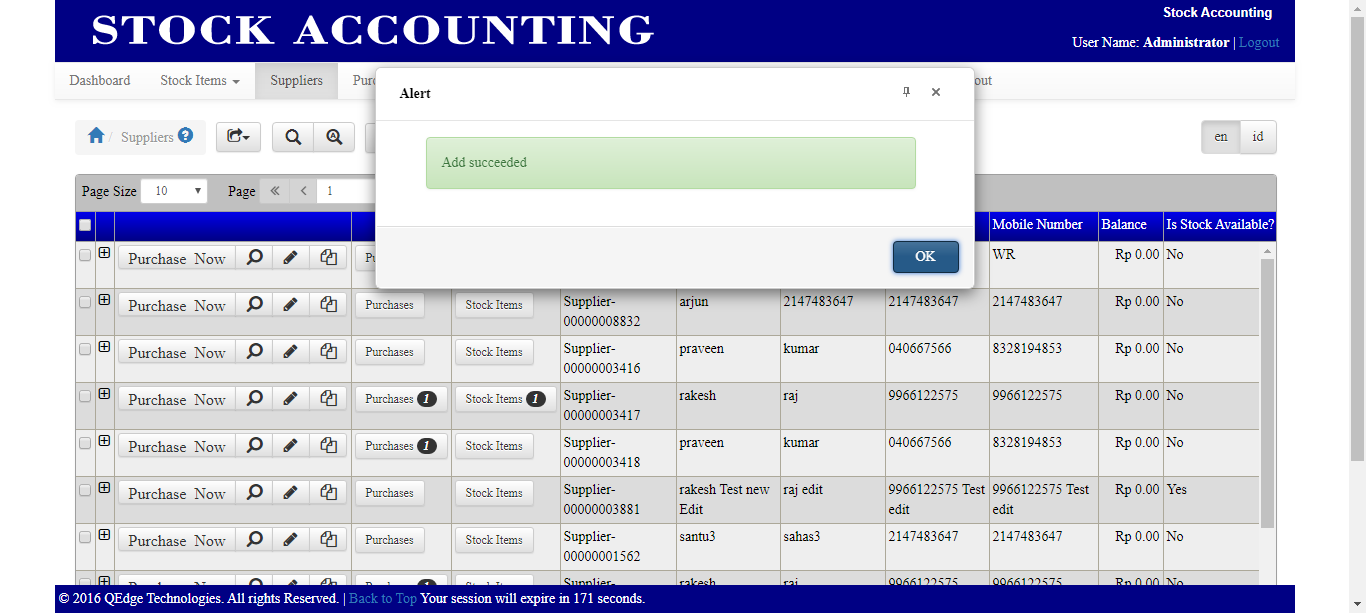 STOCK ACCOUNTING
Stock Accounting
User Name: Administrator | Logout
Dashboard Stock Items Suppliers
Alert
Suppliers
en id
Add succeeded
Page Size 10 Page 1
Mobile Number Balance Is Stock Available?
OK
Purchase Now WR Rp 0.00 No
Purchase Now Purchases Stock Items Supplier- arjun 2147483647 2147483647 2147483647 Rp 0.00 No
00000008832
Purchase Now Purchases Stock Items Supplier- praveen kumar 040667566 8328194853 Rp 0.00 No
00000003416
Purchase Now Purchases 1 Stock Items 1 Supplier- rakesh raj 9966122575 9966122575 Rp 0.00 No
00000003417
Purchase Now Purchases 1 Stock Items Supplier- praveen kumar 040667566 8328194853 Rp 0.00 No
00000003418
Purchase Now Purchases Stock Items Supplier- rakesh Test new raj edit 9966122575 Test 9966122575 Test Rp 0.00 Yes
00000003881 Edit edit edit
Purchase Now Purchases Stock Items Supplier- santu3 sahas3 2147483647 2147483647 Rp 0.00 No
00000001562
Supplier- rakesh raj 9966122575 9966122575 Rp 0.00 No
© 2016 QEdge Technologies. All rights Reserved. | Back to Top Your session will expire in 171 seconds.